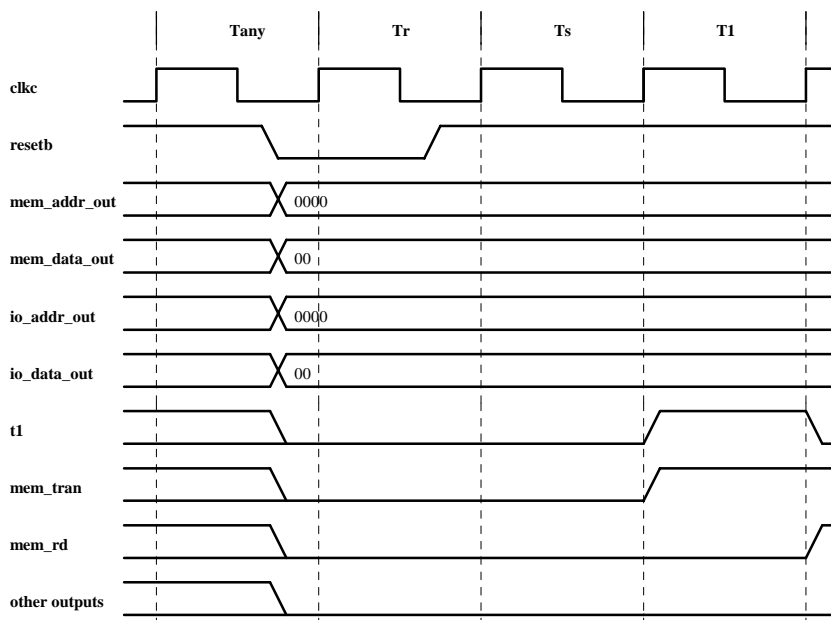 Tany Tr Ts T1
clkc
resetb
mem_addr_out 0000
mem_data_out 00
io_addr_out 0000
io_data_out 00
t1
mem_tran
mem_rd
other outputs